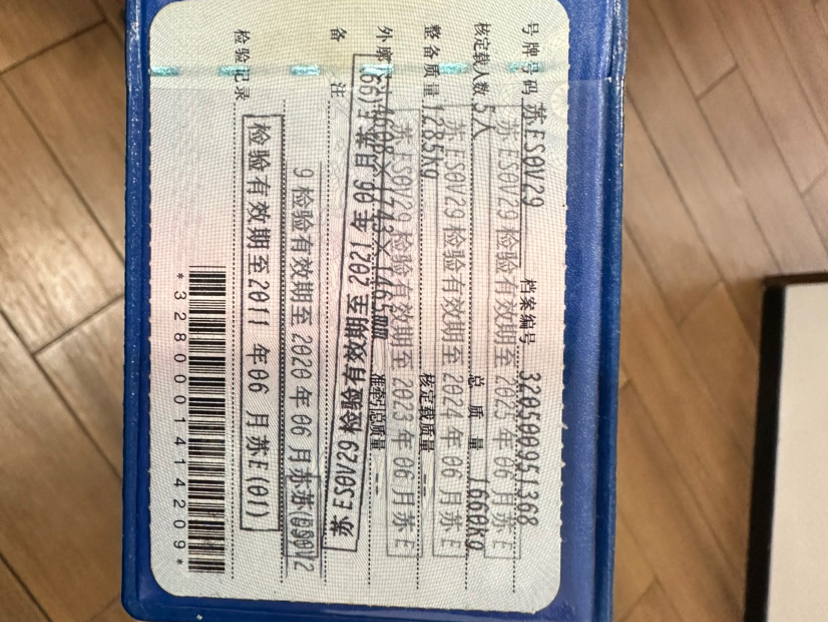 号牌号码 苏ES0V29 档案编号 320500951368
核定载人数 5人 总质量 1660kg
整备质量 1285kg 核定载质量 --
外廓尺寸 4608×1743×1465mm 准牵引总质量 --
备注
检验记录
苏ES0V29 检验有效期至 2025年06月苏E
苏ES0V29 检验有效期至 2024年06月苏E
苏ES0V29 检验有效期至 2023年06月苏E
苏ES0V29 检验有效期至 2021年06月苏E
9 检验有效期至 2020年06月苏
检验有效期至2011 年06 月苏E(01)
*3280001414209*